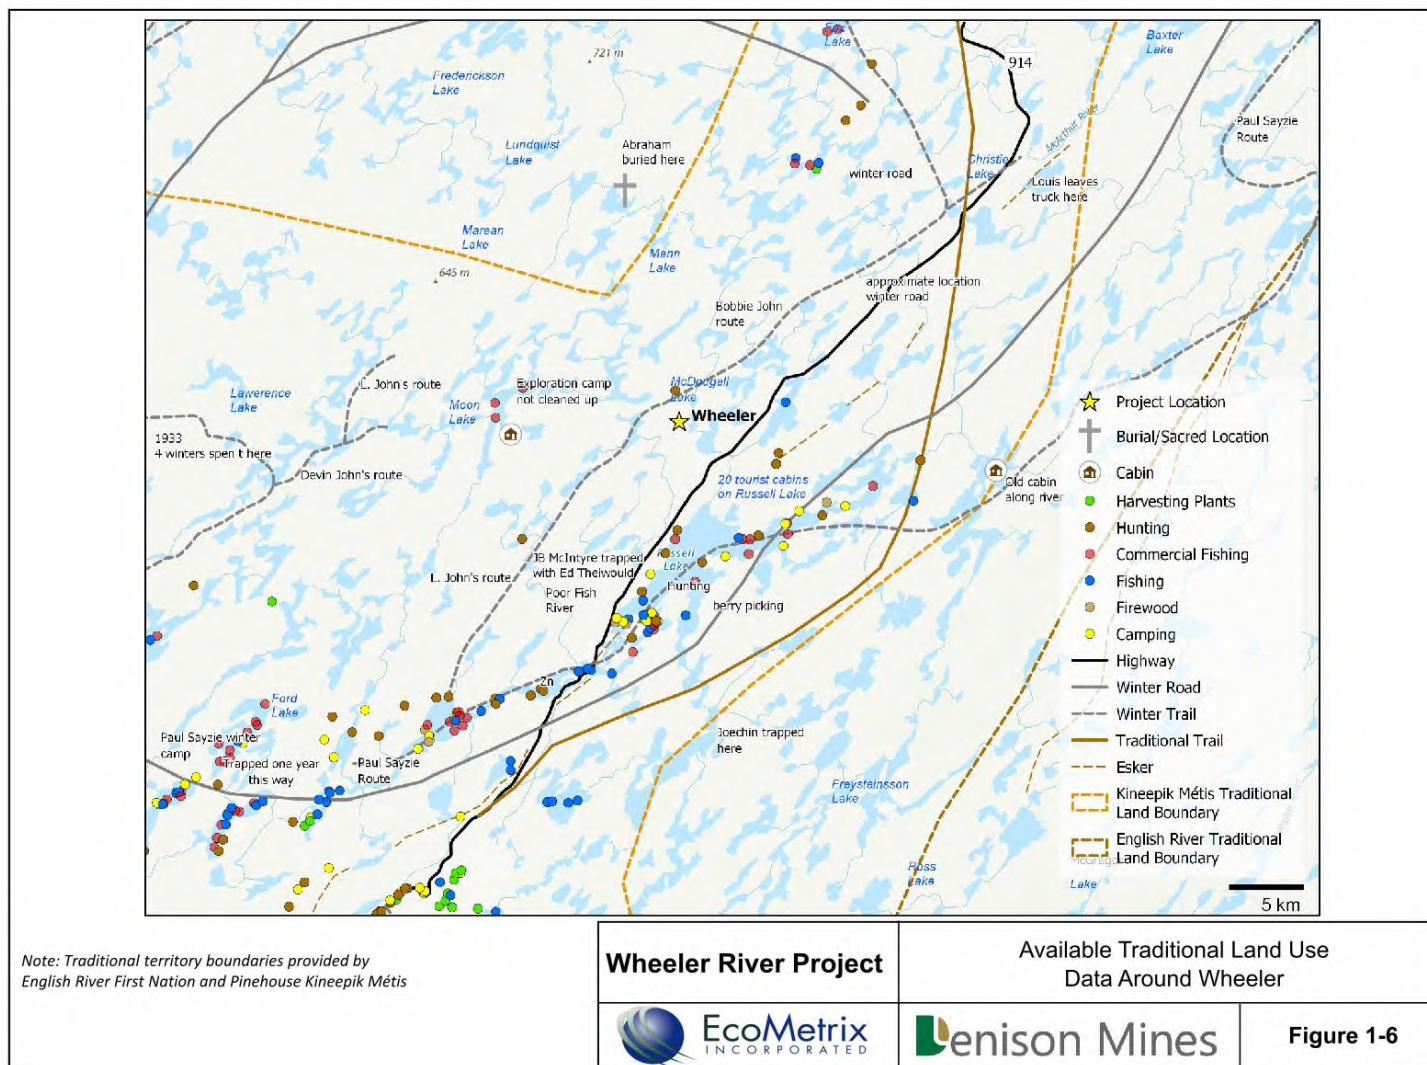 Fox
Lake
721 m
914
Baxter
Lake
Frederickson
Lake
McArthur River
Paul Sayzie
Route
Lundquist
Lake
Abraham
buried here
Christie
Lake
winter road
Louis leaves
truck here
Marean
Lake
Mann
Lake
645 m
approximate location
winter road
Bobbie John
route
L. John's route
Exploration camp
not cleaned up
McDougall
Lake
Lawerence
Lake
Moon
Lake
Wheeler
1933
4 winters spent here
Devin John's route
20 tourist cabins
on Russell Lake
Old cabin
along river
JB McIntyre trapped
with Ed Theiwould
Russell
Lake
L. John's route
Hunting
Poor Fish
River
berry picking
Zn
Ford
Lake
Paul Sayzie winter
camp
Trapped one year
this way
Paul Sayzie
Route
Joechin trapped
here
Freysteinsson
Lake
Ross
Lake
Project Location
Burial/Sacred Location
Cabin
Harvesting Plants
Hunting
Commercial Fishing
Fishing
Firewood
Camping
Highway
Winter Road
Winter Trail
Traditional Trail
Esker
Kineepik Métis Traditional
Land Boundary
English River Traditional
Land Boundary
Lake
5 km
Note: Traditional territory boundaries provided by
English River First Nation and Pinehouse Kineepik Métis
Wheeler River Project
Available Traditional Land Use
Data Around Wheeler
EcoMetrix
INCORPORATED
Denison Mines
Figure 1-6